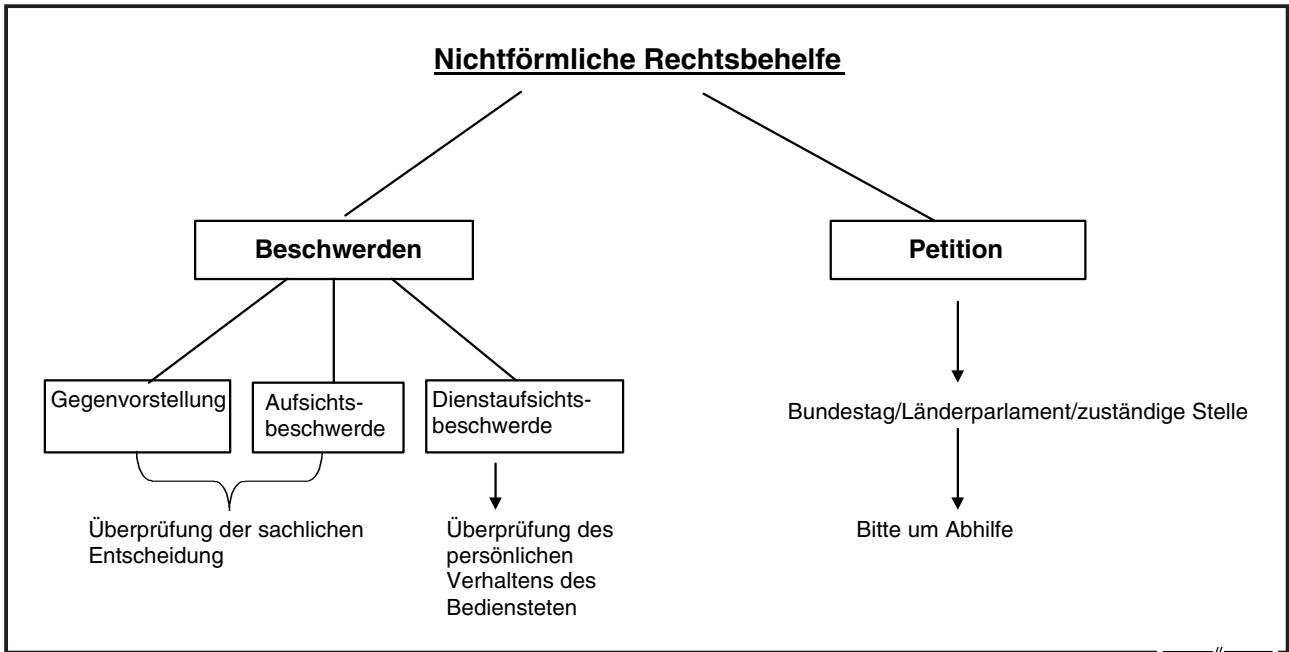 Nichtförmliche Rechtsbehelfe
Beschwerden
Petition
Gegenvorstellung
Aufsichts-
beschwerde
Dienstaufsichts-
beschwerde
Bundestag/Länderparlament/zuständige Stelle
Überprüfung der sachlichen
Entscheidung
Überprüfung des
persönlichen
Verhaltens des
Bediensteten
Bitte um Abhilfe